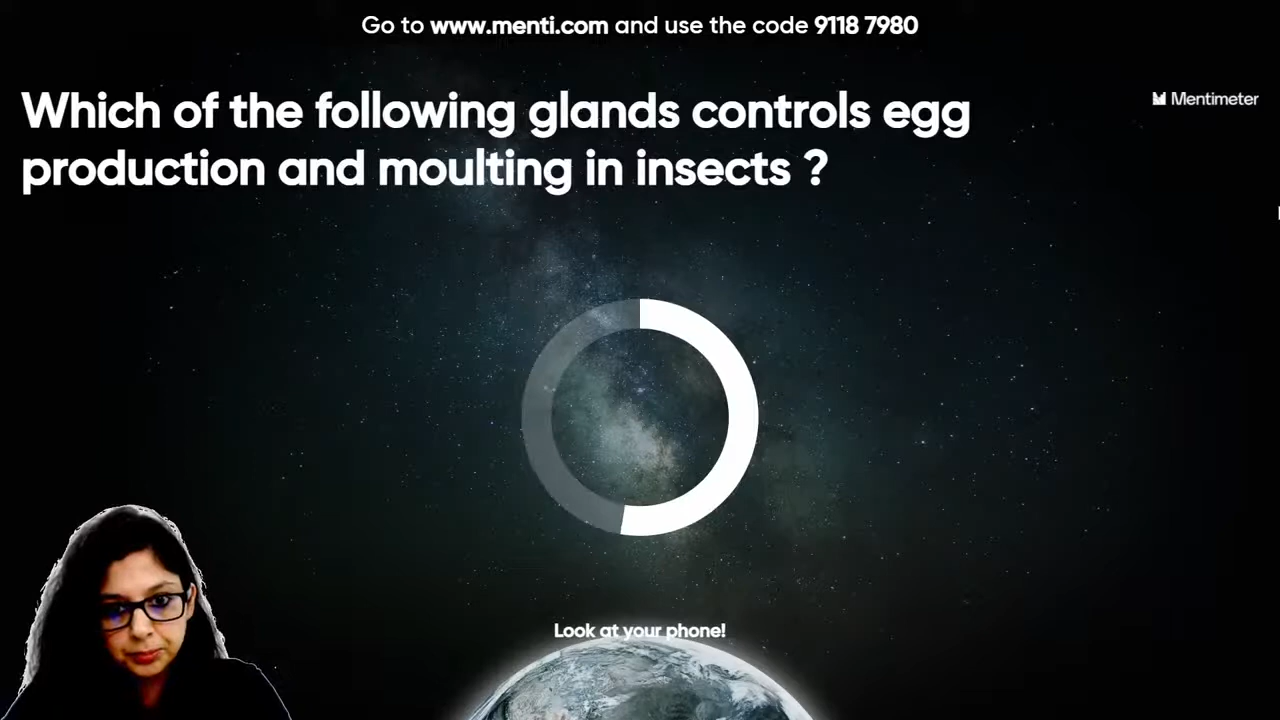 Go to www.menti.com and use the code 9118 7980
Mentimeter
Which of the following glands controls egg
production and moulting in insects ?
Look at your phone!